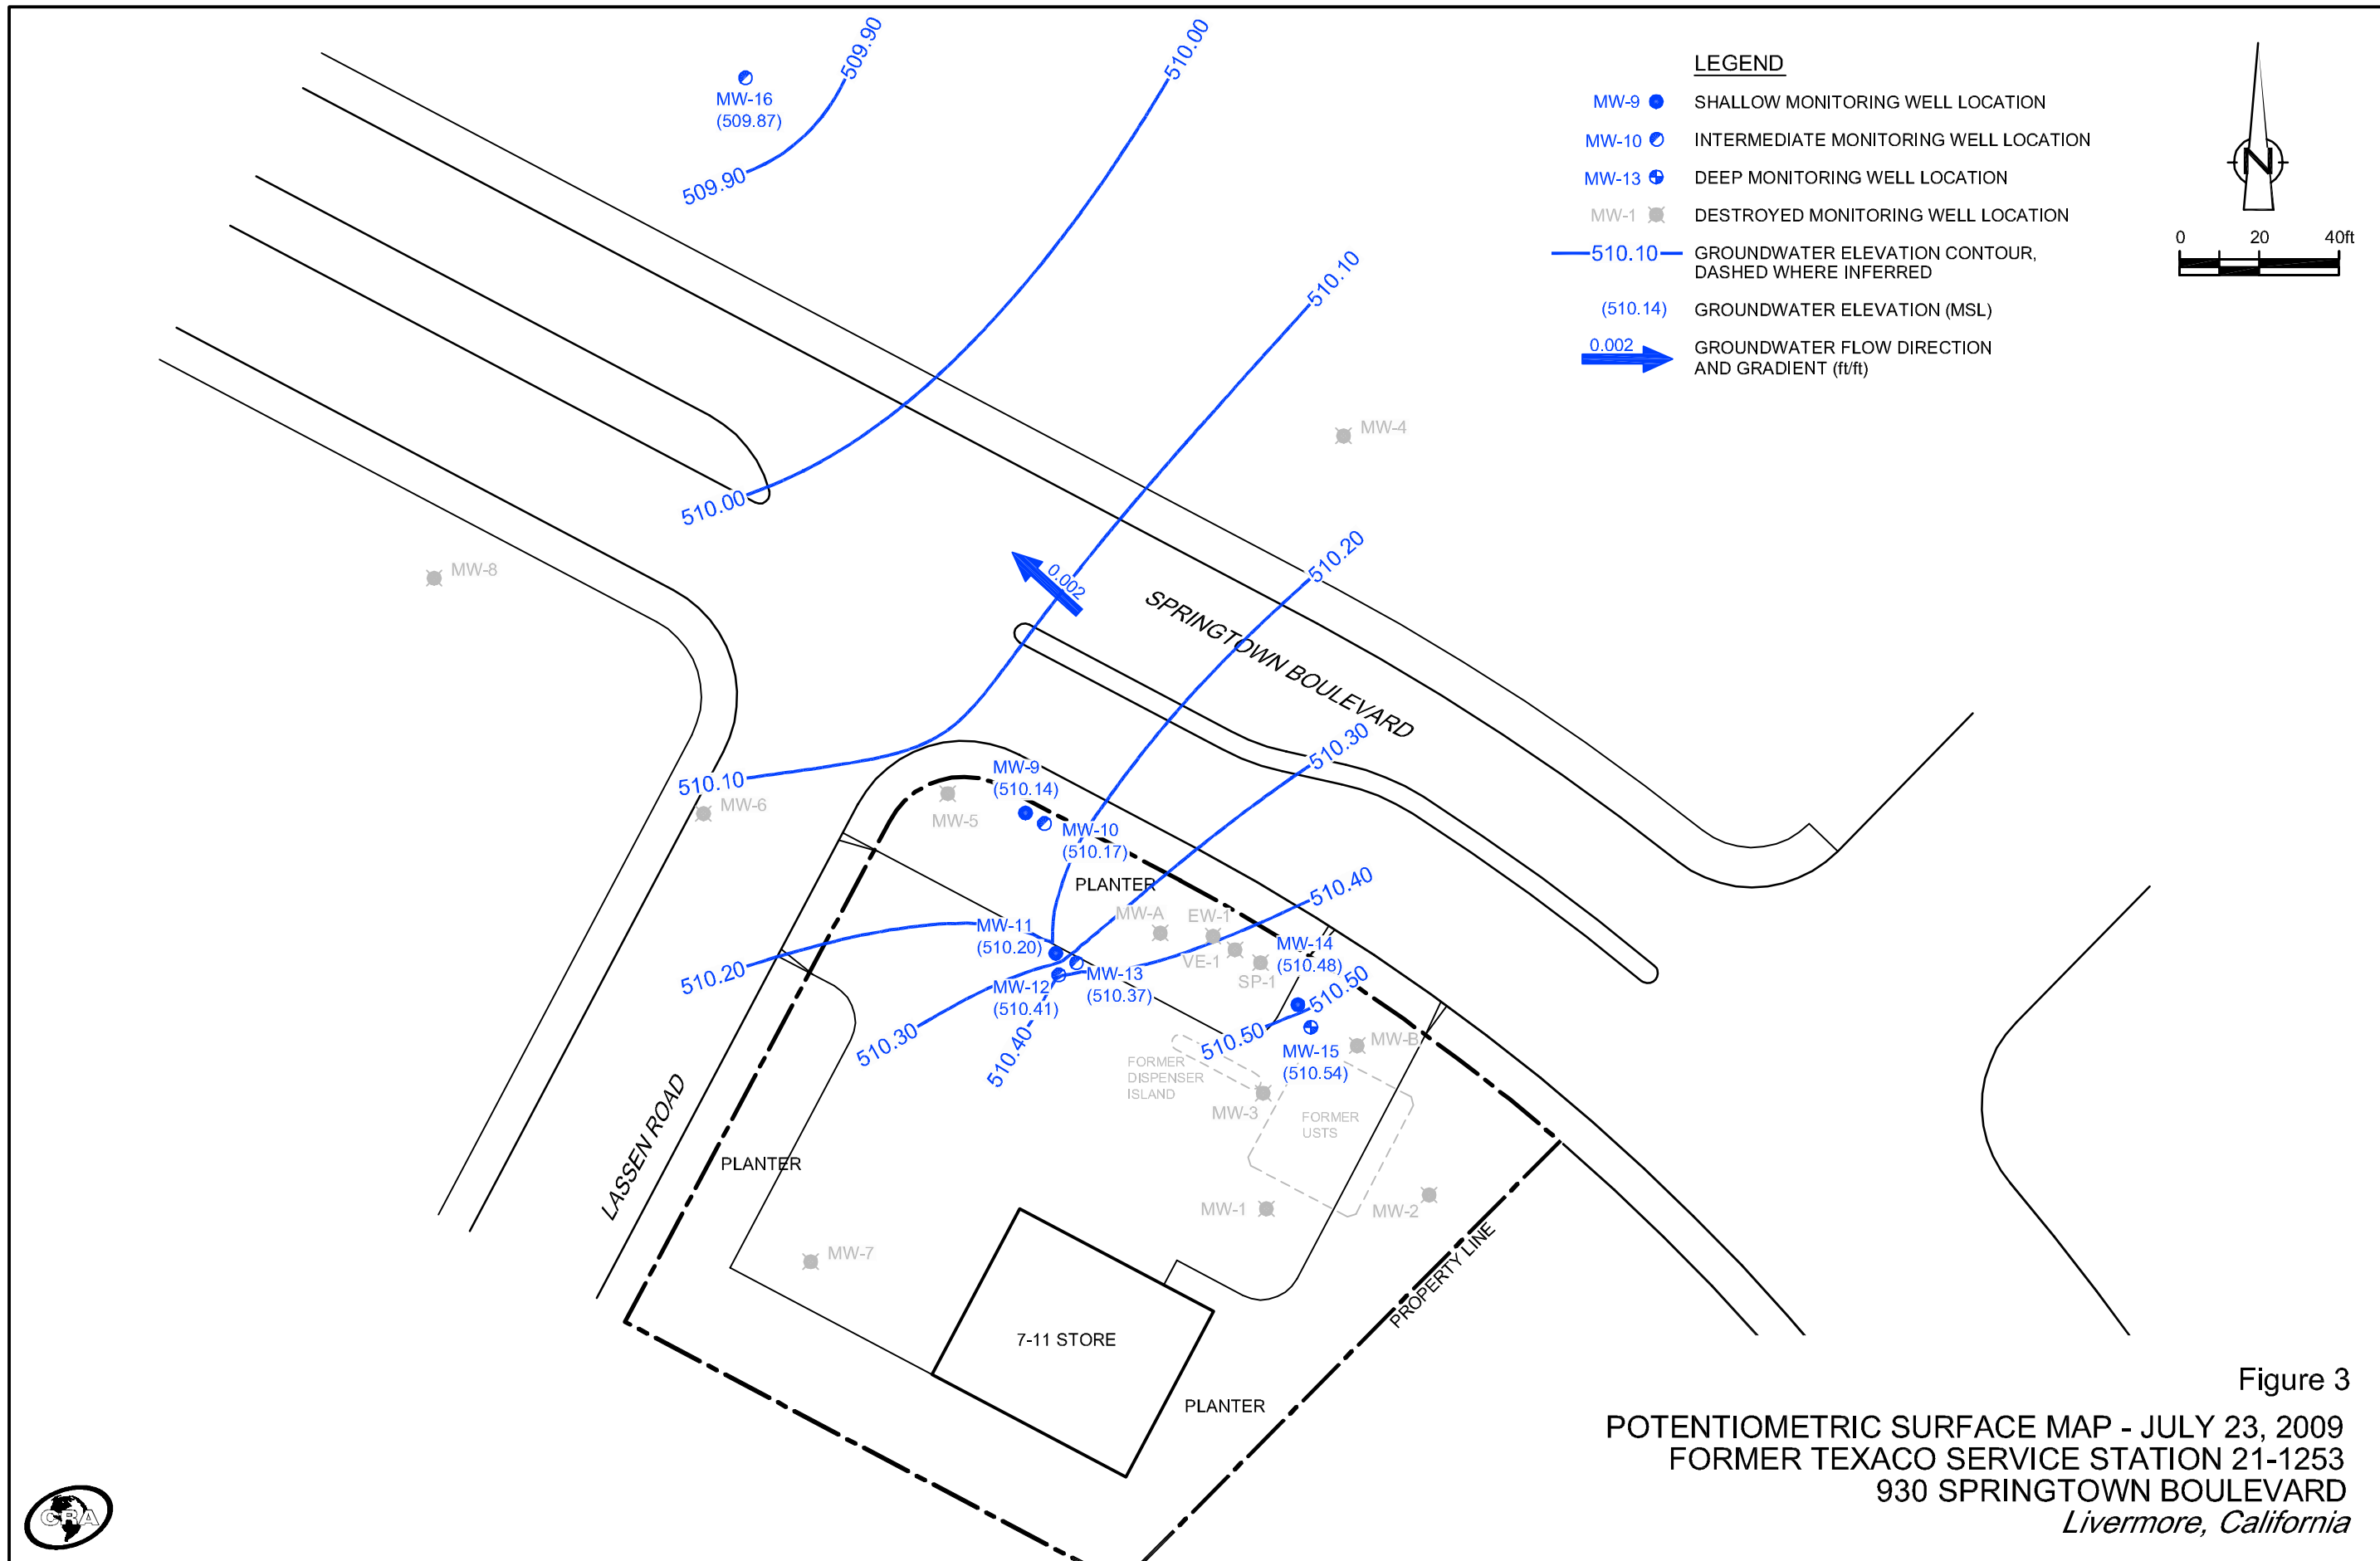 509.90
510.00
MW-16
(509.87)
509.90
LEGEND
MW-9 SHALLOW MONITORING WELL LOCATION
MW-10 INTERMEDIATE MONITORING WELL LOCATION
MW-13 DEEP MONITORING WELL LOCATION
MW-1 DESTROYED MONITORING WELL LOCATION
510.10 GROUNDWATER ELEVATION CONTOUR,
DASHED WHERE INFERRED
(510.14) GROUNDWATER ELEVATION (MSL)
0.002 GROUNDWATER FLOW DIRECTION
AND GRADIENT (ft/ft)
N
0 20 40ft
510.10
MW-4
510.00
MW-8
510.20
0.002
SPRINGTOWN BOULEVARD
510.30
510.10
MW-6
MW-9
(510.14)
MW-5
MW-10
(510.17)
PLANTER
510.40
MW-A
EW-1
MW-11
(510.20)
MW-14
(510.48)
VE-1
SP-1
510.20
MW-13
(510.37)
MW-12
(510.41)
510.50
510.30
510.40
510.50
MW-B
MW-15
(510.54)
FORMER
DISPENSER
ISLAND
MW-3
FORMER
USTS
LASSEN ROAD
PLANTER
MW-1
MW-2
MW-7
PROPERTY LINE
7-11 STORE
PLANTER
Figure 3
POTENTIOMETRIC SURFACE MAP - JULY 23, 2009
FORMER TEXACO SERVICE STATION 21-1253
930 SPRINGTOWN BOULEVARD
Livermore, California
CRA